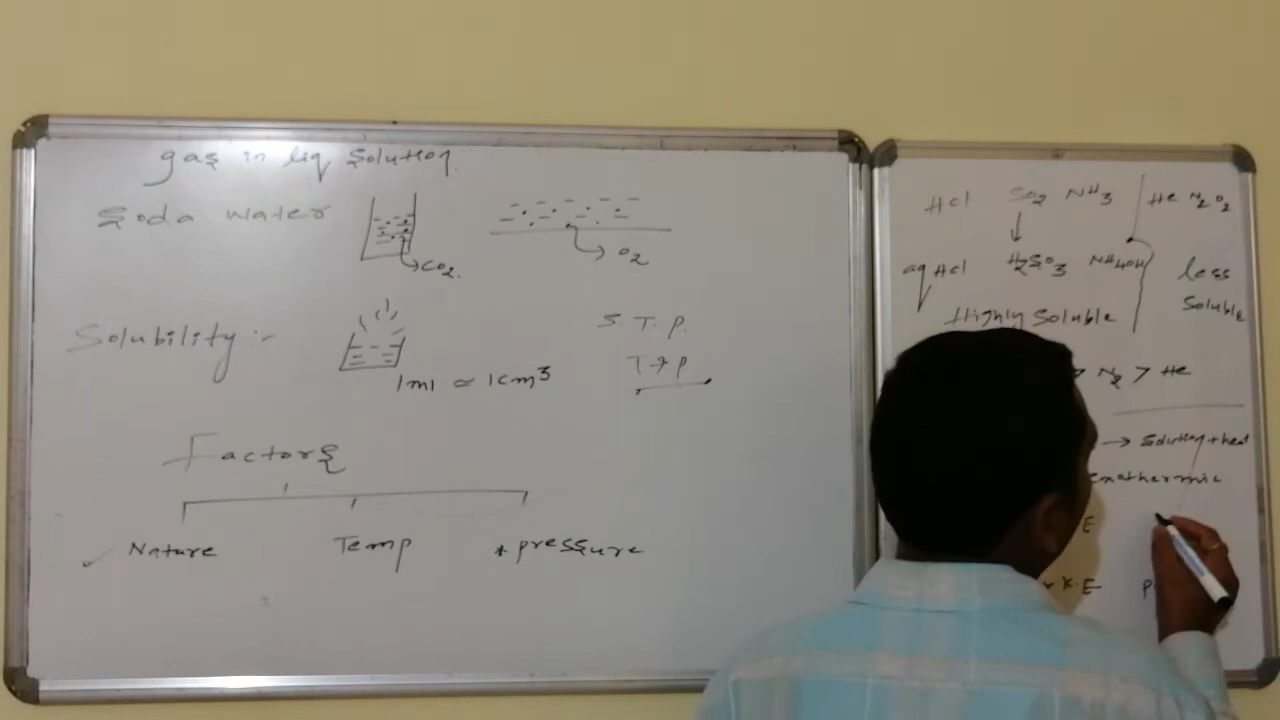 gas in liq solution
Soda water
CO2.
O2
Solubility :-
1ml ≃ 1cm³
S. T. P.
T → P
Factors
Nature Temp * pressure
HCl SO2 NH3 He N2 O2
↓
aq HCl H2SO3 NH4OH less
Highly Soluble Soluble
> N2 > He
→ Solution + heat
Exothermic
E
K.E P